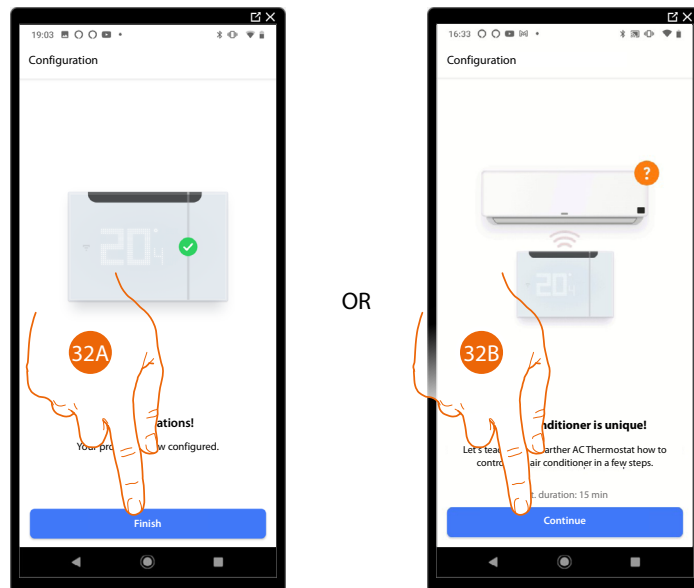 19:03
Configuration
20 4
32A
ations!
Your pro w configured.
Finish
OR
16:33
Configuration
?
20
32B
nditioner is unique!
Let's tea arther AC Thermostat how to
contro air conditioner in a few steps.
t. duration: 15 min
Continue